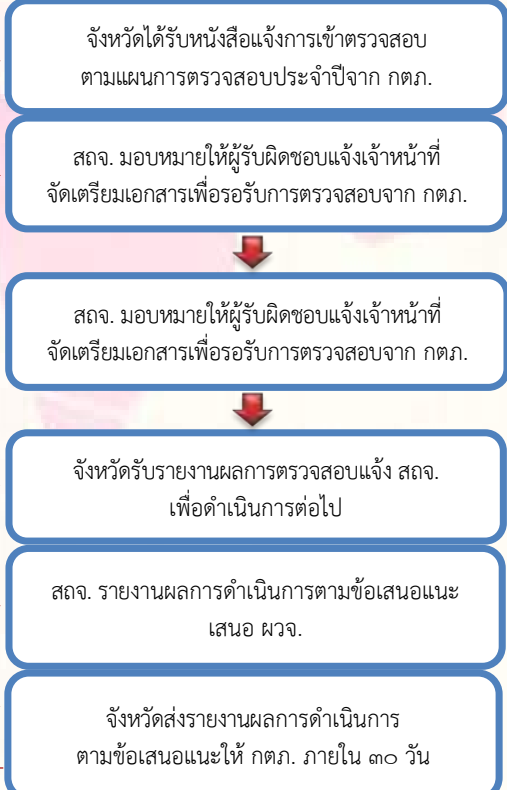 จังหวัดได้รับหนังสือแจ้งการเข้าตรวจสอบ
ตามแผนการตรวจสอบประจำปีจาก กตภ.
สถจ. มอบหมายให้ผู้รับผิดชอบแจ้งเจ้าหน้าที่
จัดเตรียมเอกสารเพื่อรอรับการตรวจสอบจาก กตภ.
สถจ. มอบหมายให้ผู้รับผิดชอบแจ้งเจ้าหน้าที่
จัดเตรียมเอกสารเพื่อรอรับการตรวจสอบจาก กตภ.
จังหวัดรับรายงานผลการตรวจสอบแจ้ง สถจ.
เพื่อดำเนินการต่อไป
สถจ. รายงานผลการดำเนินการตามข้อเสนอแนะ
เสนอ ผวจ.
จังหวัดส่งรายงานผลการดำเนินการ
ตามข้อเสนอแนะให้ กตภ. ภายใน ๓๐ วัน